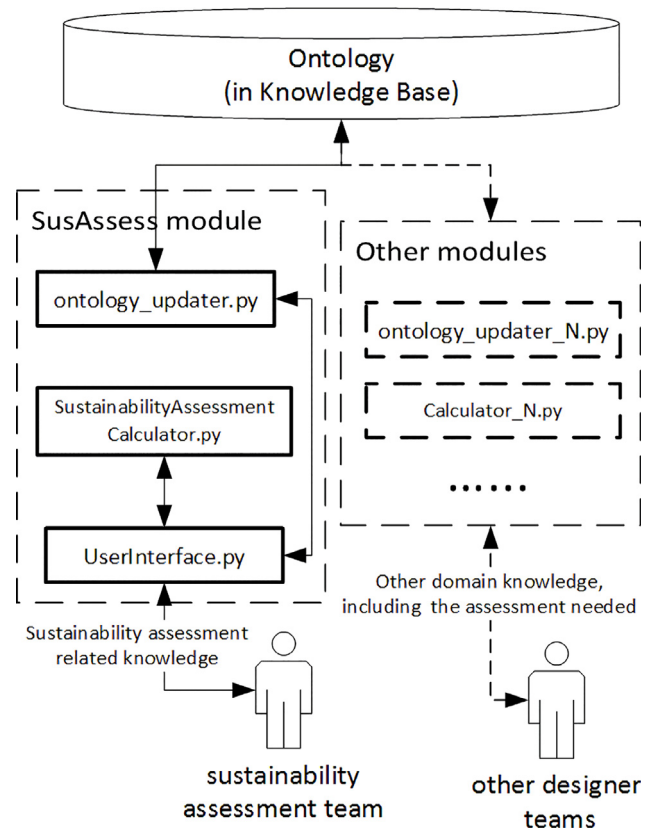 Ontology
(in Knowledge Base)
SusAssess module
ontology_updater.py
SustainabilityAssessment
Calculator.py
UserInterface.py
Sustainability assessment
related knowledge
sustainability
assessment team
Other modules
ontology_updater_N.py
Calculator_N.py
......
Other domain knowledge,
including the assessment needed
other designer
teams